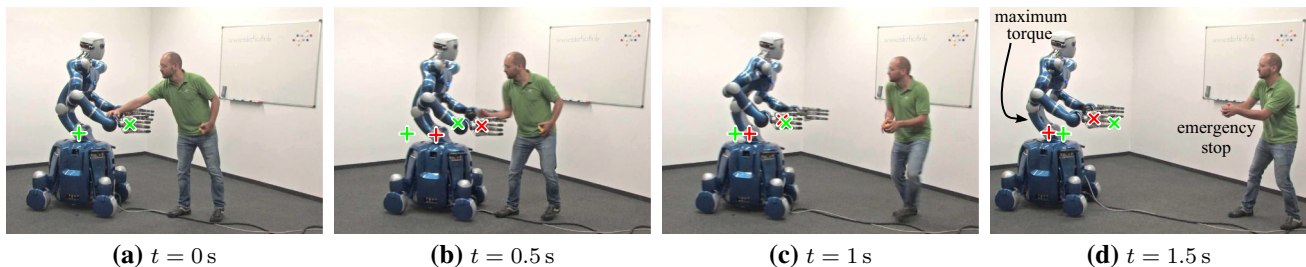 maximum
torque
emergency
stop
(a) t = 0 s
(b) t = 0.5 s
(c) t = 1 s
(d) t = 1.5 s